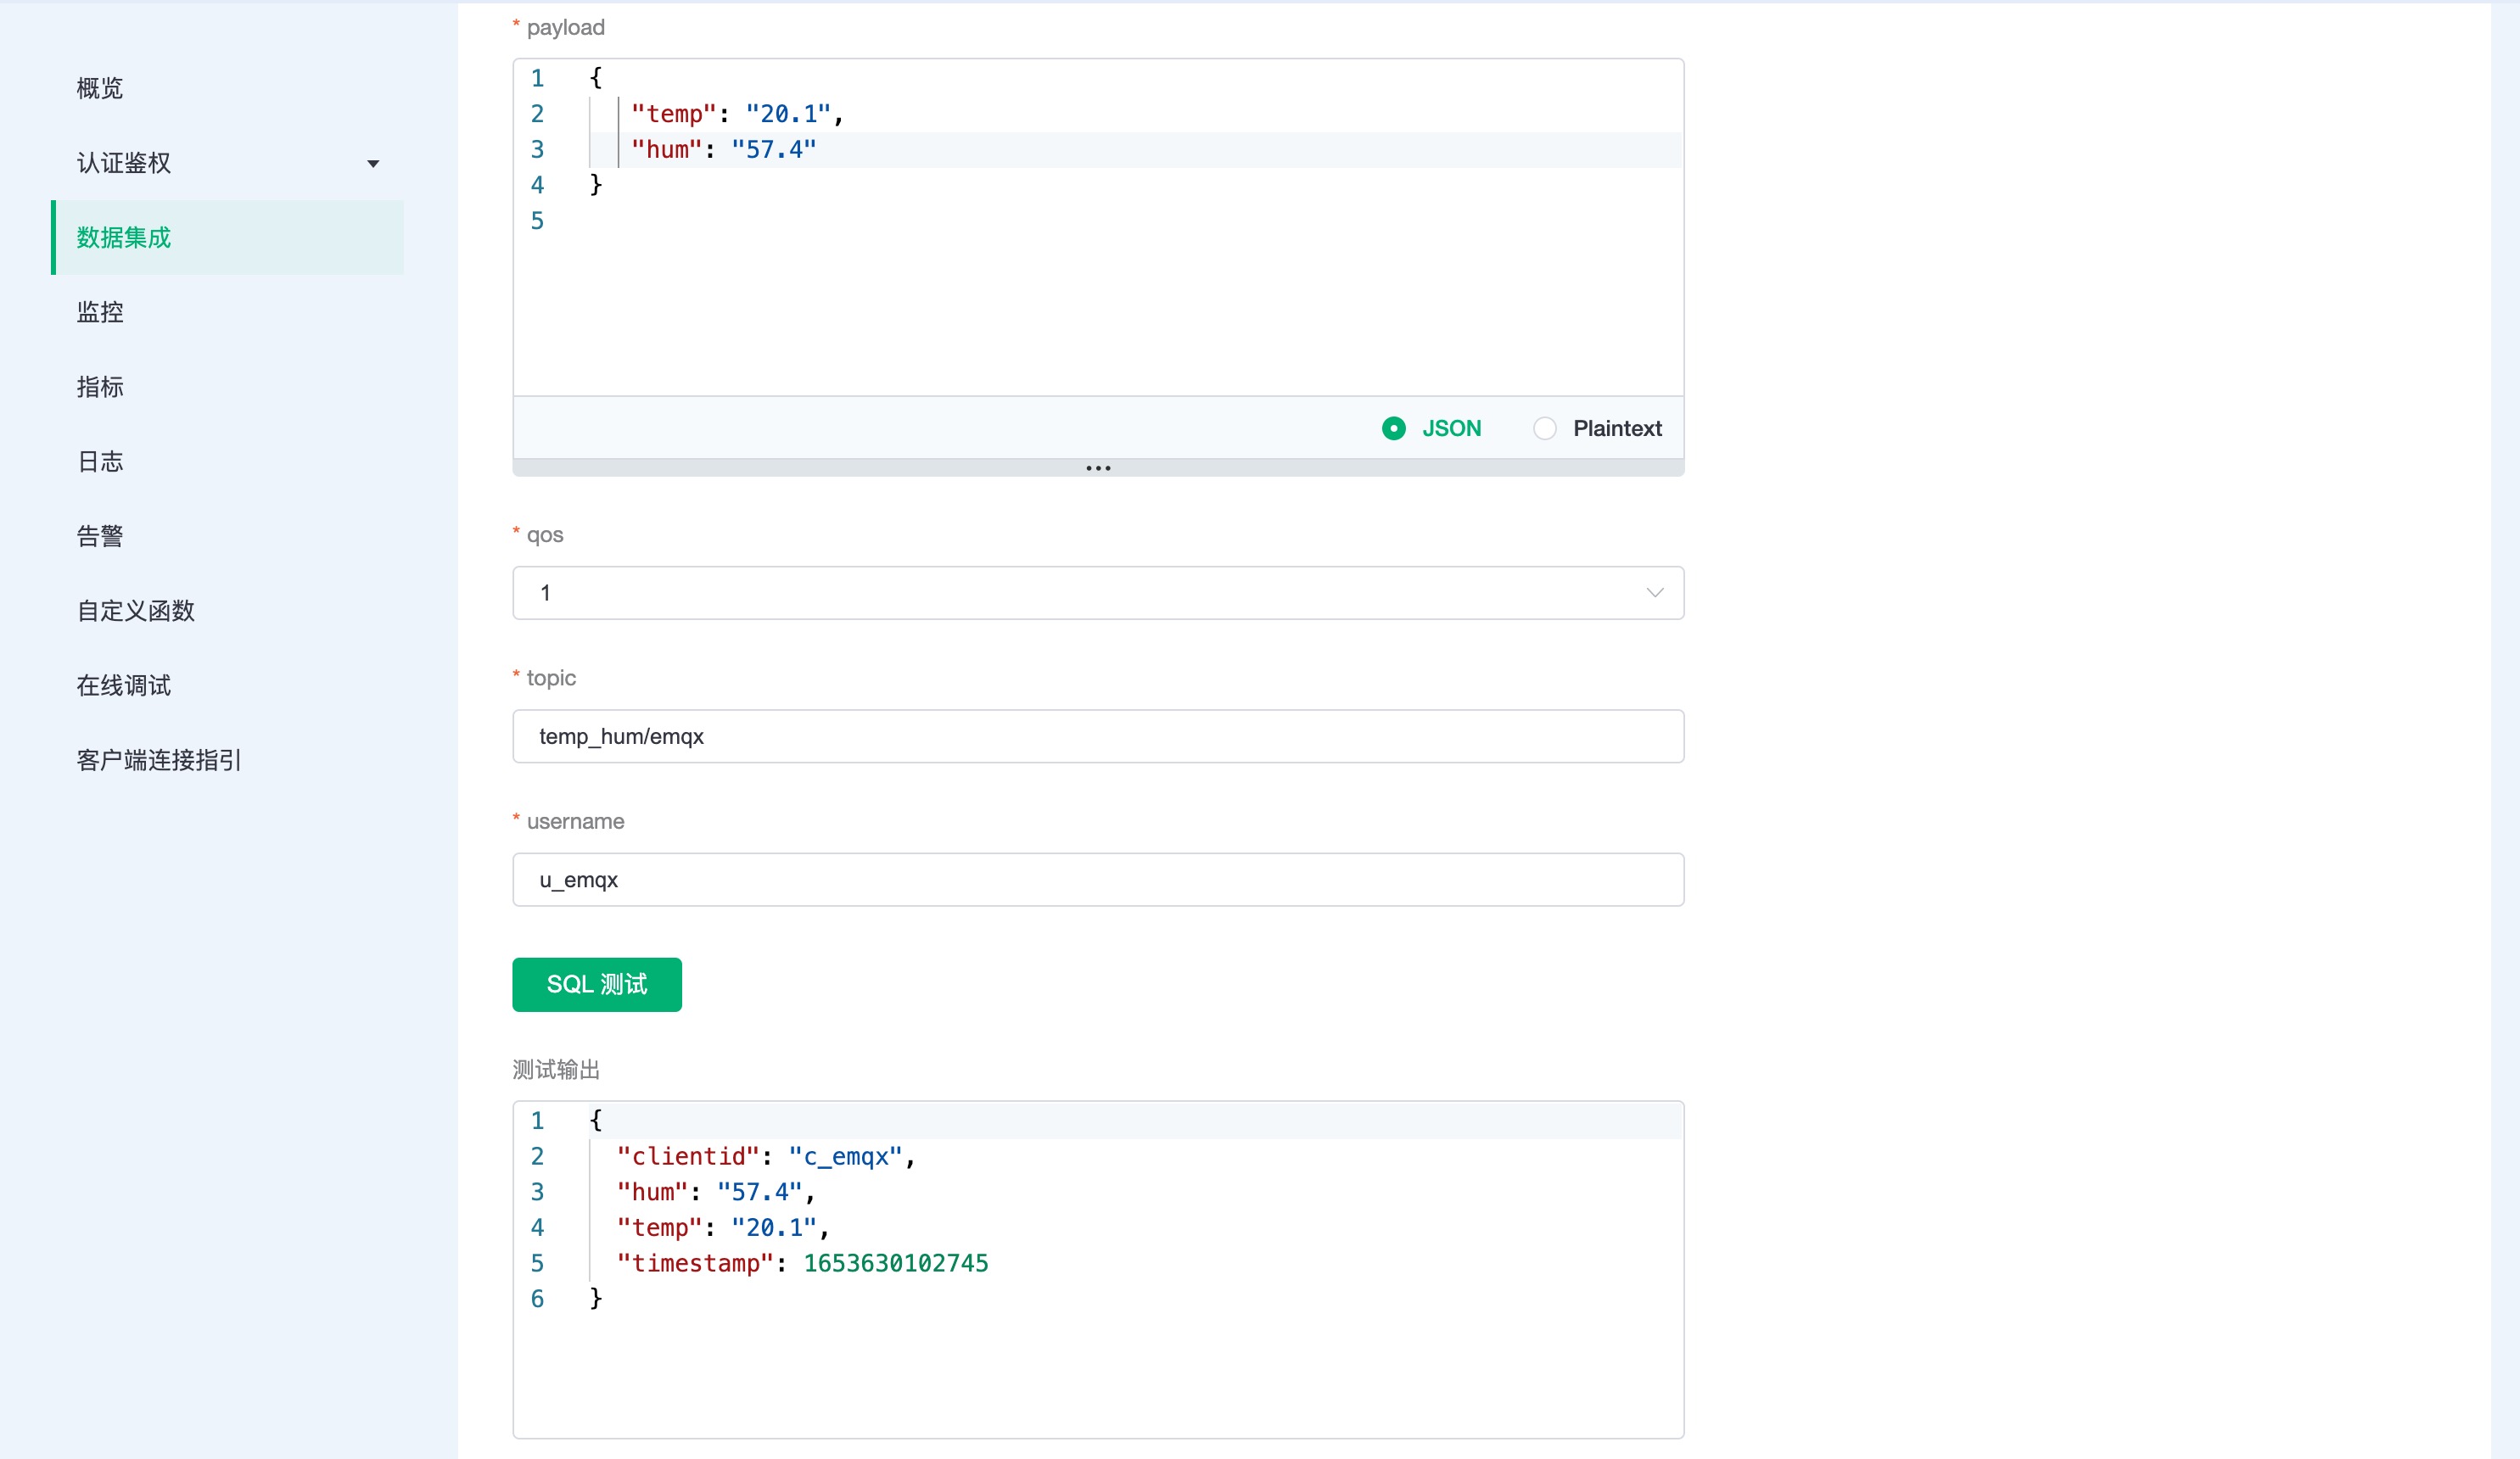 概览
认证鉴权
数据集成
监控
指标
日志
告警
自定义函数
在线调试
客户端连接指引
* payload
1 {
2 "temp": "20.1",
3 "hum": "57.4"
4 }
5
JSON Plaintext
* qos
1
* topic
temp_hum/emqx
* username
u_emqx
SQL 测试
测试输出
1 {
2 "clientid": "c_emqx",
3 "hum": "57.4",
4 "temp": "20.1",
5 "timestamp": 1653630102745
6 }